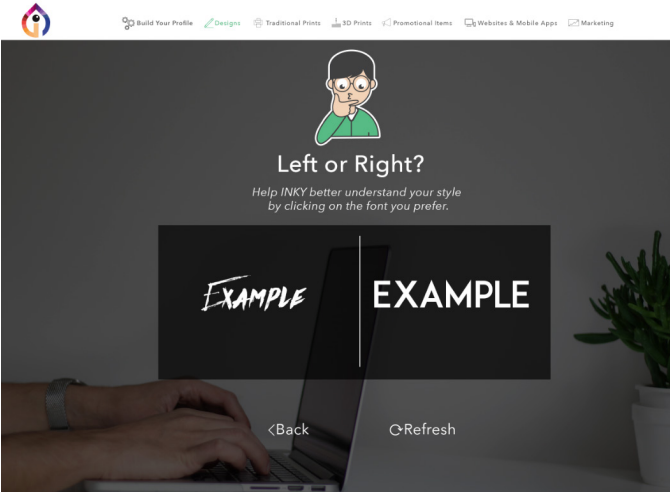 Build Your Profile Designs Traditional Prints 3D Prints Promotional Items Websites & Mobile Apps Marketing
Left or Right?
Help INKY better understand your style
by clicking on the font you prefer.
EXAMPLE EXAMPLE
<Back Refresh